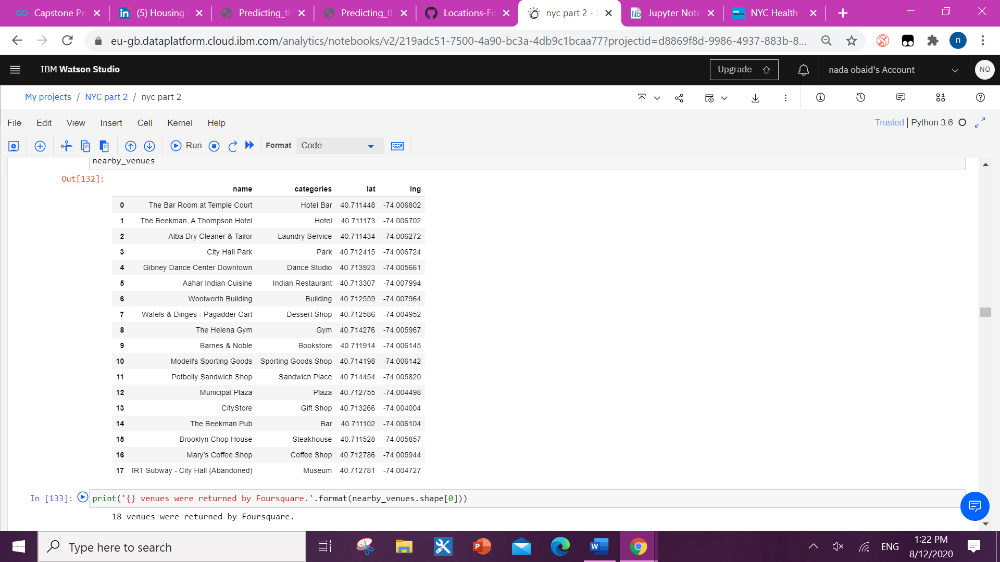 Capstone Pr
(5) Housing
Predicting_th
Predicting_th
Locations-Fo
nyc part 2 -
Jupyter Note
NYC Health
eu-gb.dataplatform.cloud.ibm.com/analytics/notebooks/v2/219adc51-7500-4a90-bc3a-4db9c1bcaa77?projectid=d8869f8d-9986-4937-883b-8...
n
IBM Watson Studio
Upgrade
nada obaid's Account
NO
My projects / NYC part 2 / nyc part 2
File Edit View Insert Cell Kernel Help
Trusted | Python 3.6
Run
Format Code
nearby_venues
Out[132]:
name categories lat lng
0 The Bar Room at Temple Court Hotel Bar 40.711448 -74.006802
1 The Beekman, A Thompson Hotel Hotel 40.711173 -74.006702
2 Alba Dry Cleaner & Tailor Laundry Service 40.711434 -74.006272
3 City Hall Park Park 40.712415 -74.006724
4 Gibney Dance Center Downtown Dance Studio 40.713923 -74.005661
5 Aahar Indian Cuisine Indian Restaurant 40.713307 -74.007994
6 Woolworth Building Building 40.712559 -74.007964
7 Wafels & Dinges - Pagadder Cart Dessert Shop 40.712586 -74.004952
8 The Helena Gym Gym 40.714276 -74.005967
9 Barnes & Noble Bookstore 40.711914 -74.006145
10 Modell's Sporting Goods Sporting Goods Shop 40.714198 -74.006142
11 Potbelly Sandwich Shop Sandwich Place 40.714454 -74.005820
12 Municipal Plaza Plaza 40.712755 -74.004498
13 CityStore Gift Shop 40.713266 -74.004004
14 The Beekman Pub Bar 40.711102 -74.006104
15 Brooklyn Chop House Steakhouse 40.711528 -74.005857
16 Mary's Coffee Shop Coffee Shop 40.712786 -74.005944
17 IRT Subway - City Hall (Abandoned) Museum 40.712781 -74.004727
In [133]: print('{} venues were returned by Foursquare.'.format(nearby_venues.shape[0]))
18 venues were returned by Foursquare.
Type here to search
ENG
1:22 PM
8/12/2020